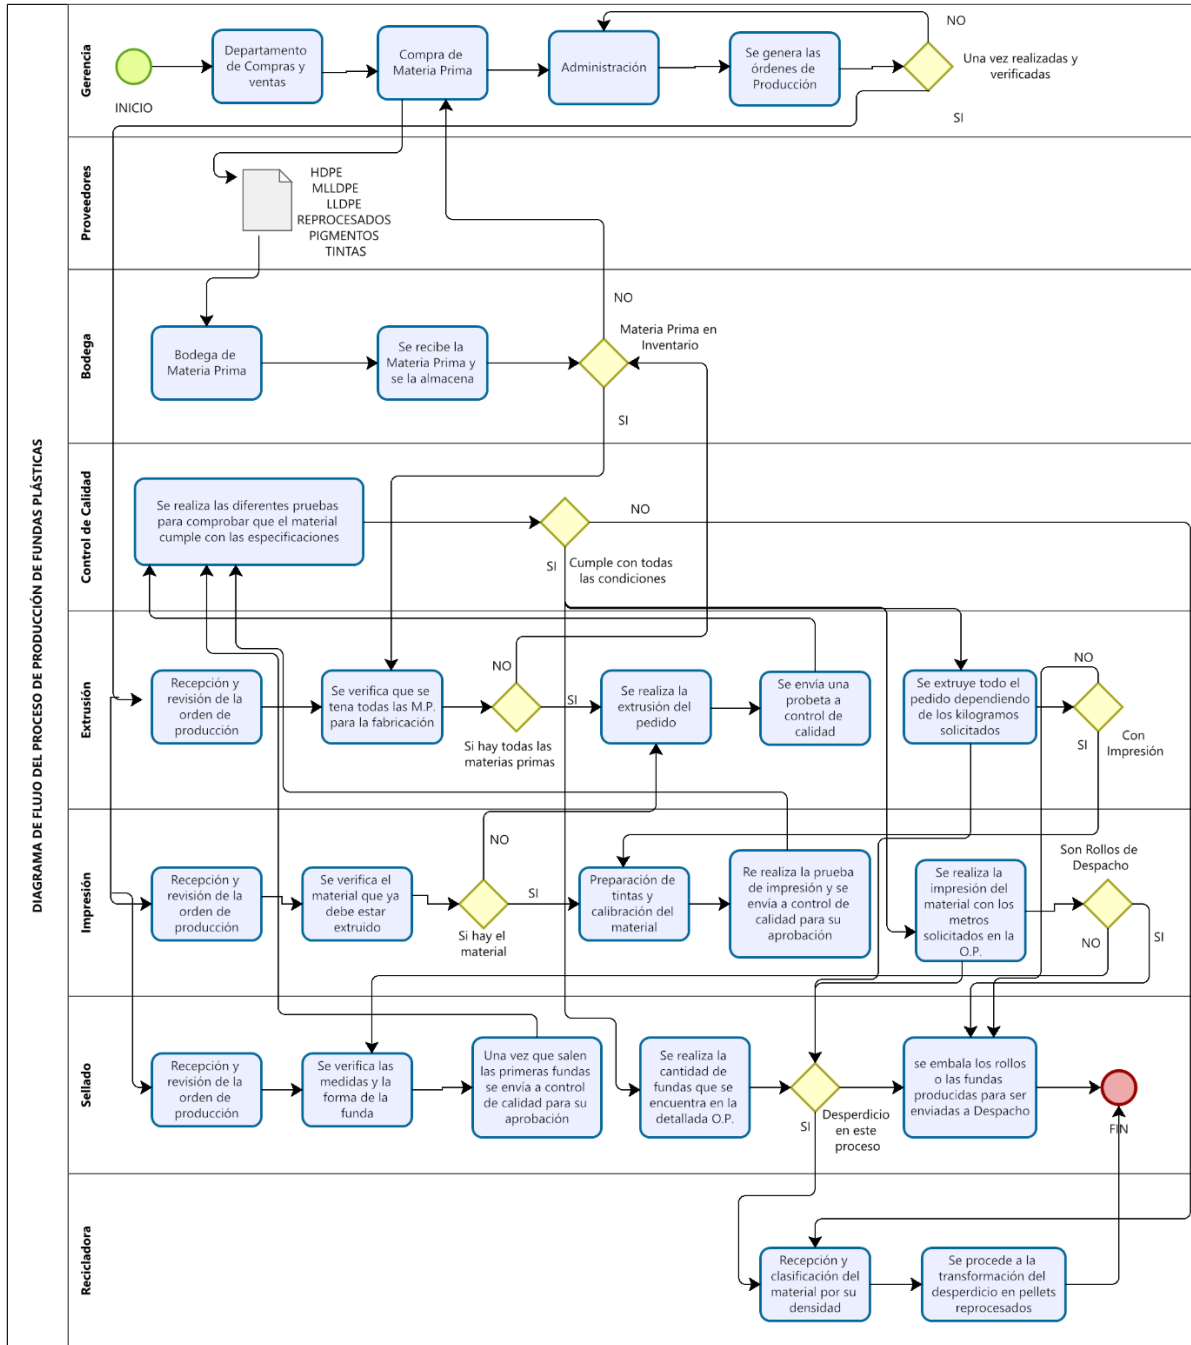 DIAGRAMA DE FLUJO DEL PROCESO DE PRODUCCIÓN DE FUNDAS PLÁSTICAS
Gerencia
INICIO
Departamento
de Compras y
ventas
Compra de
Materia Prima
Administración
Se genera las
órdenes de
Producción
NO
Una vez realizadas y
verificadas
SI
Proveedores
HDPE
MLLDPE
LLDPE
REPROCESADOS
PIGMENTOS
TINTAS
Bodega
Bodega de
Materia Prima
Se recibe la
Materia Prima y
se la almacena
NO
Materia Prima en
Inventario
SI
Control de Calidad
Se realiza las diferentes pruebas
para comprobar que el material
cumple con las especificaciones
NO
SI
Cumple con todas
las condiciones
Extrusión
Recepción y
revisión de la
orden de
producción
Se verifica que se
tena todas las M.P.
para la fabricación
NO
SI
Si hay todas las
materias primas
Se realiza la
extrusión del
pedido
Se envía una
probeta a
control de
calidad
Se extruye todo el
pedido dependiendo
de los kilogramos
solicitados
NO
SI
Con
Impresión
Impresión
Recepción y
revisión de la
orden de
producción
Se verifica el
material que ya
debe estar
extruido
NO
SI
Si hay el
material
Preparación de
tintas y
calibración del
material
Re realiza la prueba
de impresión y se
envía a control de
calidad para su
aprobación
Se realiza la
impresión del
material con los
metros
solicitados en la
O.P.
Son Rollos de
Despacho
NO
SI
Sellado
Recepción y
revisión de la
orden de
producción
Se verifica las
medidas y la
forma de la
funda
Una vez que salen
las primeras fundas
se envía a control
de calidad para su
aprobación
Se realiza la
cantidad de
fundas que se
encuentra en la
detallada O.P.
SI
Desperdicio
en este
proceso
se embala los rollos
o las fundas
producidas para ser
enviadas a Despacho
FIN
Recicladora
Recepción y
clasificación del
material por su
densidad
Se procede a la
transformación del
desperdicio en pellets
reprocesados